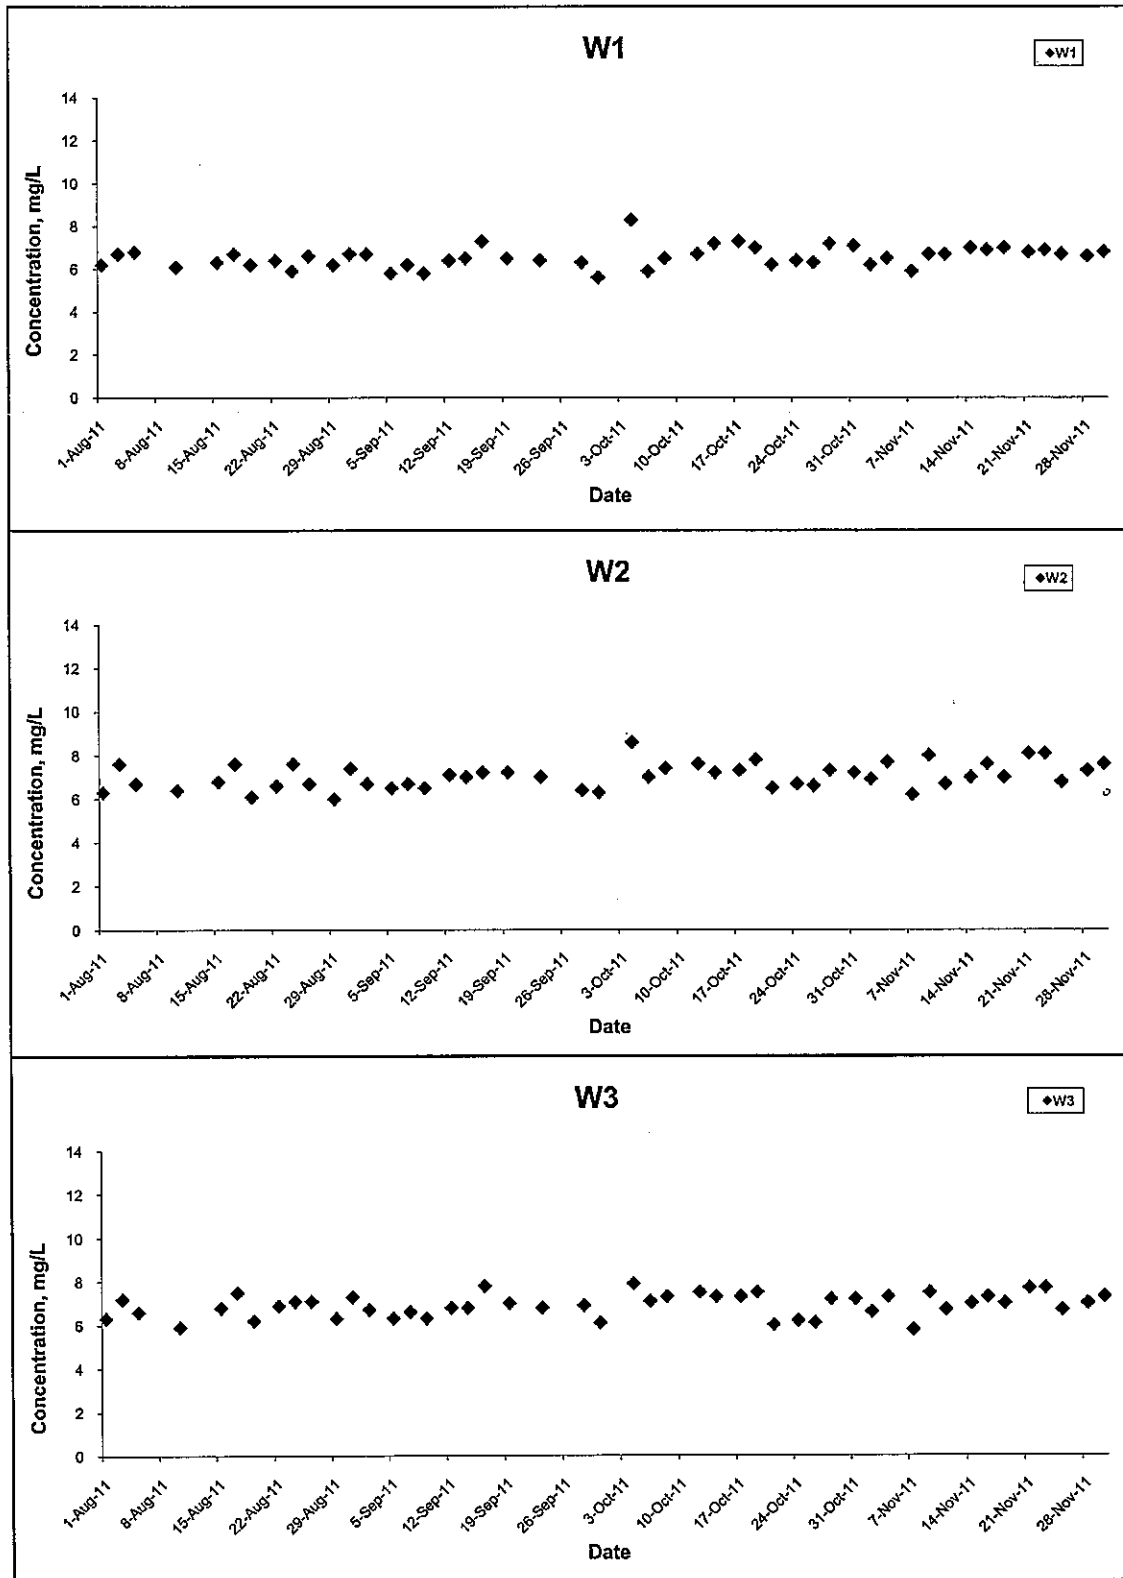 W1
◆W1
14
12
10
8
6
4
2
0
Concentration, mg/L
1-Aug-11
8-Aug-11
15-Aug-11
22-Aug-11
29-Aug-11
5-Sep-11
12-Sep-11
19-Sep-11
26-Sep-11
3-Oct-11
10-Oct-11
17-Oct-11
24-Oct-11
31-Oct-11
7-Nov-11
14-Nov-11
21-Nov-11
28-Nov-11
Date
W2
◆W2
14
12
10
8
6
4
2
0
Concentration, mg/L
1-Aug-11
8-Aug-11
15-Aug-11
22-Aug-11
29-Aug-11
5-Sep-11
12-Sep-11
19-Sep-11
26-Sep-11
3-Oct-11
10-Oct-11
17-Oct-11
24-Oct-11
31-Oct-11
7-Nov-11
14-Nov-11
21-Nov-11
28-Nov-11
Date
W3
◆W3
14
12
10
8
6
4
2
0
Concentration, mg/L
1-Aug-11
8-Aug-11
15-Aug-11
22-Aug-11
29-Aug-11
5-Sep-11
12-Sep-11
19-Sep-11
26-Sep-11
3-Oct-11
10-Oct-11
17-Oct-11
24-Oct-11
31-Oct-11
7-Nov-11
14-Nov-11
21-Nov-11
28-Nov-11
Date